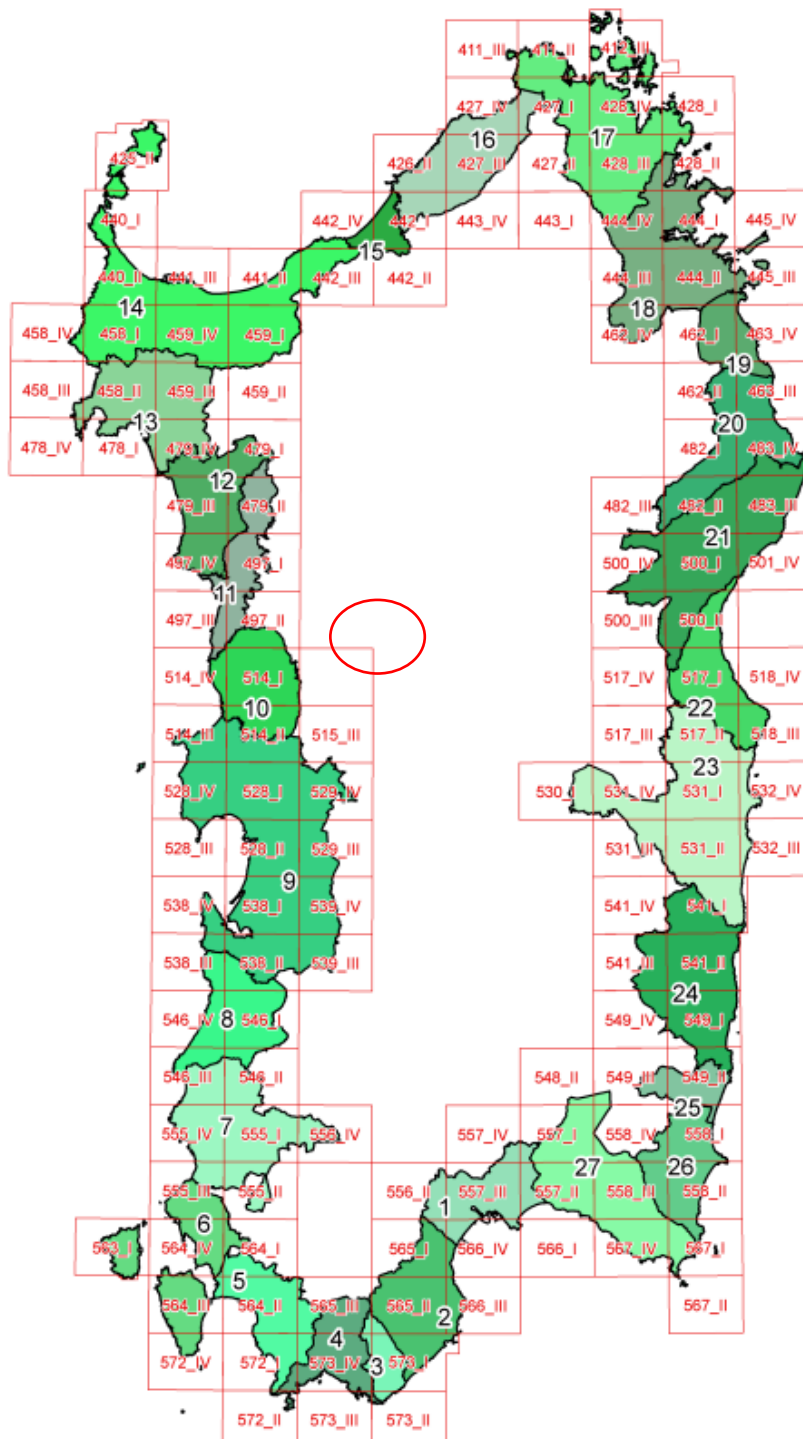 411_III 411_II 412_III
427_IV 427_I 428_IV 428_I
16 17
425_II 426_II 427_III 427_II 428_III 428_II
440_I 442_IV 442_I 443_IV 443_I 444_IV 444_I 445_IV
15
440_II 441_III 441_II 442_III 442_II 444_III 444_II 445_III
14 18
458_IV 458_I 459_IV 459_I 462_IV 462_I 463_IV
19
458_III 458_II 459_III 459_II 462_II 463_III
13 20
478_IV 478_I 479_IV 479_I 482_I 483_IV
12
479_III 479_II 482_III 482_II 483_III
21
497_IV 497_I 500_IV 500_I 501_IV
11
497_III 497_II 500_III 500_II
514_IV 514_I 517_IV 517_I 518_IV
10 22
514_III 514_II 515_III 517_III 517_II 518_III
23
528_IV 528_I 529_IV 530_I 531_IV 531_I 532_IV
528_III 528_II 529_III 531_III 531_II 532_III
9
538_IV 538_I 539_IV 541_IV 541_I
538_III 538_II 539_III 541_III 541_II
24
546_IV 8 546_I 549_IV 549_I
546_III 546_II 548_II 549_III 549_II
25
555_IV 7 555_I 556_IV 557_IV 557_I 558_IV 558_I
27 26
555_III 555_II 556_II 557_III 557_II 558_III 558_II
1
6
563_I 564_IV 564_I 565_I 566_IV 566_I 567_IV 567_I
5
564_III 564_II 565_III 565_II 566_III 567_II
2
4 3
572_IV 572_I 573_IV 573_I
572_II 573_III 573_II